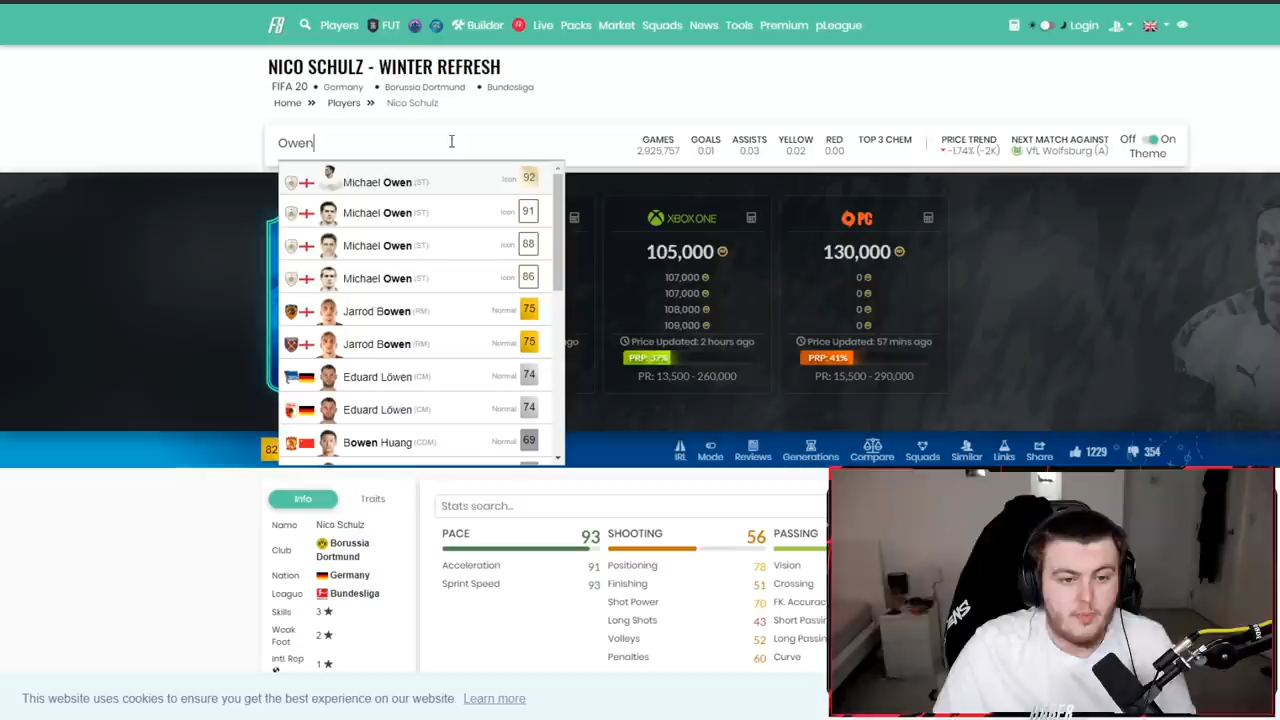 FB Players FUT Builder Live Packs Market Squads News Tools Premium pLeague Login
NICO SCHULZ - WINTER REFRESH
FIFA 20 • Germany • Borussia Dortmund • Bundesliga
Home » Players » Nico Schulz
Owen
GAMES GOALS ASSISTS YELLOW RED TOP 3 CHEM PRICE TREND NEXT MATCH AGAINST Off On
2,925,757 0.01 0.03 0.02 0.00 -1.74% (-2K) VfL Wolfsburg (A) Theme
Michael Owen (ST) Icon 92
Michael Owen (ST) Icon 91
Michael Owen (ST) Icon 88
Michael Owen (ST) Icon 86
Jarrod Bowen (RM) Normal 75
Jarrod Bowen (RM) Normal 75
Eduard Löwen (CM) Normal 74
Eduard Löwen (CM) Normal 74
Bowen Huang (CDM) Normal 69
ago
XBOX ONE
105,000
107,000
107,000
108,000
109,000
Price Updated: 2 hours ago
PRP: 37%
PR: 13,500 - 260,000
PC
130,000
0
0
0
0
Price Updated: 57 mins ago
PRP: 41%
PR: 15,500 - 290,000
82
IRL Mode Reviews Generations Compare Squads Similar Links Share 1229 354
Info Traits
Name Nico Schulz
Club Borussia Dortmund
Nation Germany
League Bundesliga
Skills 3
Weak Foot 2
Intl. Rep 1
Stats search...
PACE 93
Acceleration 91
Sprint Speed 93
SHOOTING 56
Positioning 78
Finishing 51
Shot Power 70
Long Shots 43
Volleys 52
Penalties 60
PASSING
Vision
Crossing
FK. Accurac
Short Passin
Long Passin
Curve
This website uses cookies to ensure you get the best experience on our website. Learn more